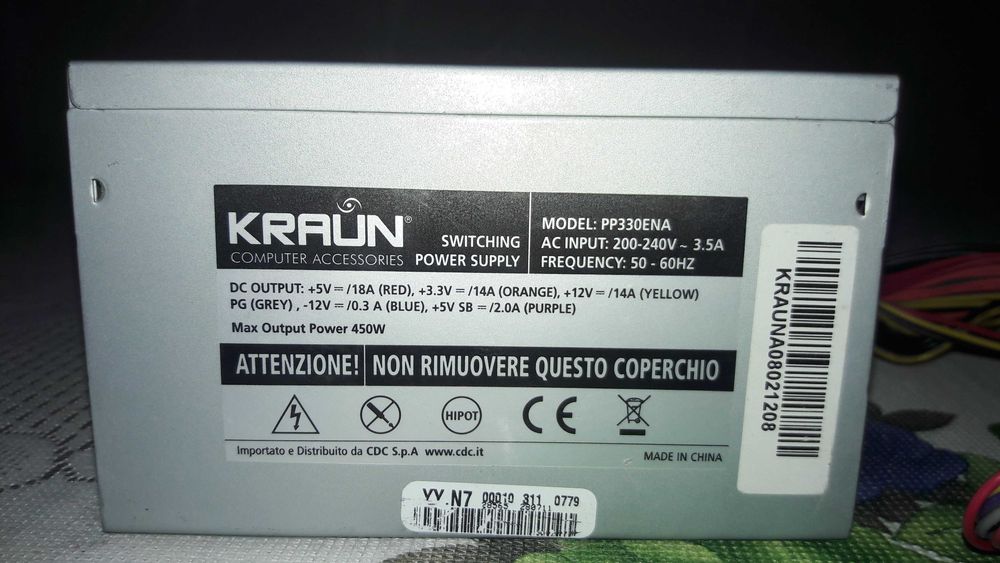 KRAUN®
COMPUTER ACCESSORIES
SWITCHING
POWER SUPPLY
MODEL: PP330ENA
AC INPUT: 200-240V ~ 3.5A
FREQUENCY: 50 - 60HZ
DC OUTPUT: +5V ⎓ /18A (RED), +3.3V ⎓ /14A (ORANGE), +12V ⎓ /14A (YELLOW)
PG (GREY) , -12V ⎓ /0.3 A (BLUE), +5V SB ⎓ /2.0A (PURPLE)
Max Output Power 450W
ATTENZIONE! NON RIMUOVERE QUESTO COPERCHIO
HIPOT
CE
Importato e Distribuito da CDC S.p.A www.cdc.it
MADE IN CHINA
KRAUNA08021208
VV.N7 00010 311 0779